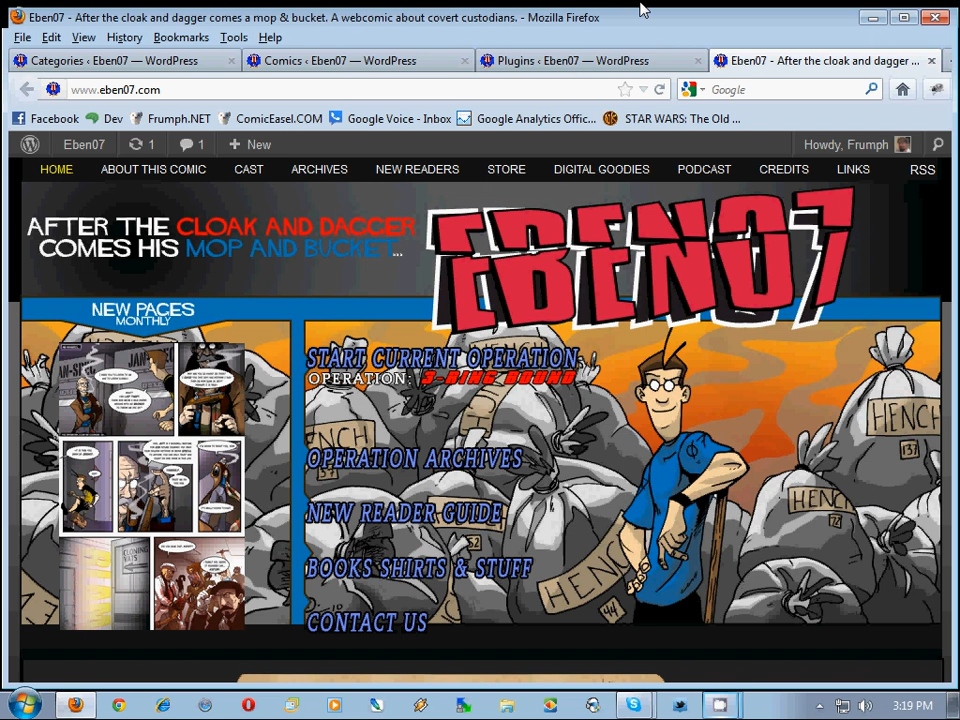 Eben07 - After the cloak and dagger comes a mop & bucket. A webcomic about covert custodians. - Mozilla Firefox
File Edit View History Bookmarks Tools Help
Categories ‹ Eben07 — WordPress
Comics ‹ Eben07 — WordPress
Plugins ‹ Eben07 — WordPress
Eben07 - After the cloak and dagger ...
www.eben07.com
Google
Facebook Dev Frumph.NET ComicEasel.COM Google Voice - Inbox Google Analytics Offic... STAR WARS: The Old ...
Eben07 1 1 New Howdy, Frumph
HOME ABOUT THIS COMIC CAST ARCHIVES NEW READERS STORE DIGITAL GOODIES PODCAST CREDITS LINKS RSS
AFTER THE CLOAK AND DAGGER
COMES HIS MOP AND BUCKET...
EBEN07
NEW PAGES
MONTHLY
START CURRENT OPERATION
OPERATION: 3-RING BOUND
OPERATION ARCHIVES
NEW READER GUIDE
BOOKS SHIRTS & STUFF
CONTACT US
HENCH
HENCH
137
HENCH
72
HENCH
44
52
3:19 PM